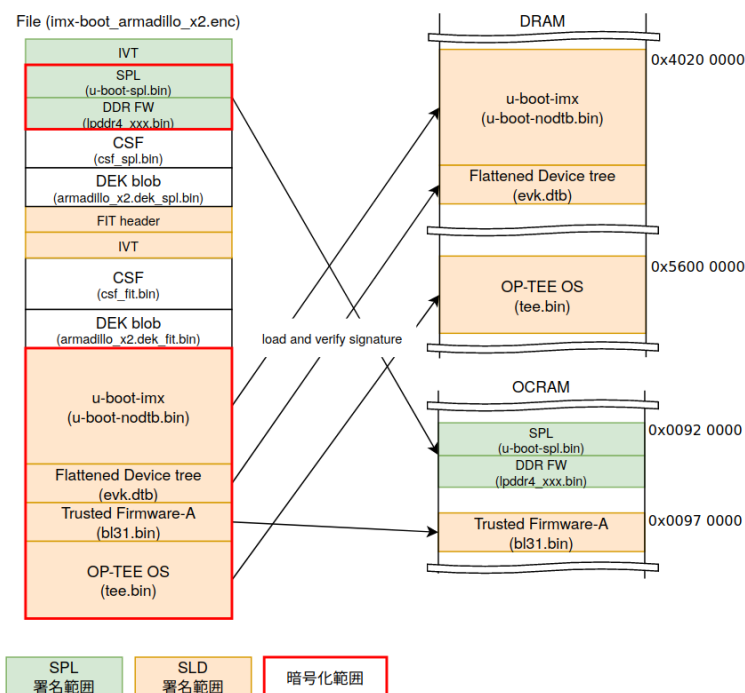 File (imx-boot_armadillo_x2.enc)
IVT
SPL
(u-boot-spl.bin)
DDR FW
(lpddr4_xxx.bin)
CSF
(csf_spl.bin)
DEK blob
(armadillo_x2.dek_spl.bin)
FIT header
IVT
CSF
(csf_fit.bin)
DEK blob
(armadillo_x2.dek_fit.bin)
u-boot-imx
(u-boot-nodtb.bin)
Flattened Device tree
(evk.dtb)
Trusted Firmware-A
(bl31.bin)
OP-TEE OS
(tee.bin)
load and verify signature
DRAM
0x4020 0000
u-boot-imx
(u-boot-nodtb.bin)
Flattened Device tree
(evk.dtb)
0x5600 0000
OP-TEE OS
(tee.bin)
OCRAM
0x0092 0000
SPL
(u-boot-spl.bin)
DDR FW
(lpddr4_xxx.bin)
0x0097 0000
Trusted Firmware-A
(bl31.bin)
SPL
署名範囲
SLD
署名範囲
暗号化範囲